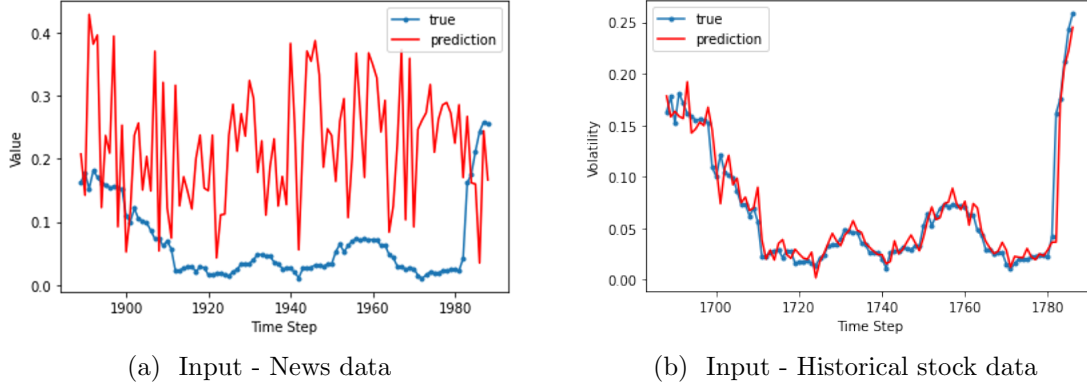 true
prediction
0.4
0.3
0.2
0.1
0.0
Value
1900
1920
1940
1960
1980
Time Step
(a) Input - News data
true
prediction
0.25
0.20
0.15
0.10
0.05
0.00
Volatility
1700
1720
1740
1760
1780
Time Step
(b) Input - Historical stock data